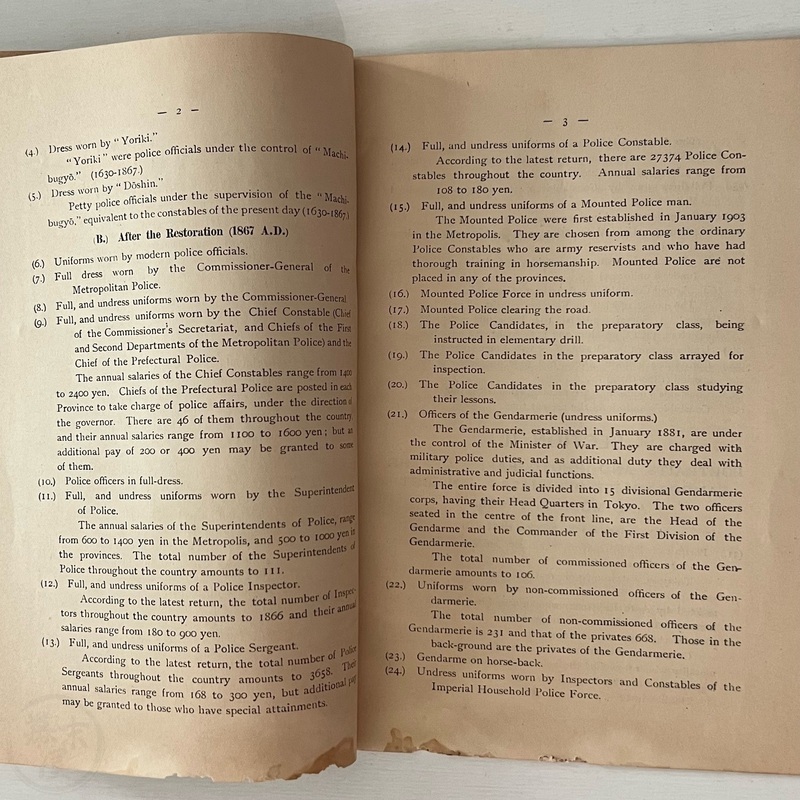 — 2 —
(4.) Dress worn by "Yoriki."
"Yoriki" were police officials under the control of "Machi-
bugyō." (1630-1867.)
(5.) Dress worn by "Dōshin."
Petty police officials under the supervision of the "Machi-
bugyō," equivalent to the constables of the present day (1630-1867)
(B.) After the Restoration (1867 A.D.)
(6.) Uniforms worn by modern police officials.
(7.) Full dress worn by the Commissioner-General of the
Metropolitan Police.
(8.) Full, and undress uniforms worn by the Commissioner-General
(9.) Full, and undress uniforms worn by the Chief Constable (Chief
of the Commissioner's Secretariat, and Chiefs of the First
and Second Departments of the Metropolitan Police) and the
Chief of the Prefectural Police.
The annual salaries of the Chief Constables range from 1400
to 2400 yen. Chiefs of the Prefectural Police are posted in each
Province to take charge of police affairs, under the direction of
the governor. There are 46 of them throughout the country
and their annual salaries range from 1100 to 1600 yen; but an
additional pay of 200 or 400 yen may be granted to some
of them.
(10.) Police officers in full-dress.
(11.) Full, and undress uniforms worn by the Superintendent
of Police.
The annual salaries of the Superintendents of Police, range
from 600 to 1400 yen in the Metropolis, and 500 to 1000 yen in
the provinces. The total number of the Superintendents of
Police throughout the country amounts to 111.
(12.) Full, and undress uniforms of a Police Inspector.
According to the latest return, the total number of Inspec-
tors throughout the country amounts to 1866 and their annual
salaries range from 180 to 900 yen.
(13.) Full, and undress uniforms of a Police Sergeant.
According to the latest return, the total number of Police
Sergeants throughout the country amounts to 3658. Their
annual salaries range from 168 to 300 yen, but additional pay
may be granted to those who have special attainments.
— 3 —
(14.) Full, and undress uniforms of a Police Constable.
According to the latest return, there are 27374 Police Con-
stables throughout the country. Annual salaries range from
108 to 180 yen.
(15.) Full, and undress uniforms of a Mounted Police man.
The Mounted Police were first established in January 1903
in the Metropolis. They are chosen from among the ordinary
Police Constables who are army reservists and who have had
thorough training in horsemanship. Mounted Police are not
placed in any of the provinces.
(16.) Mounted Police Force in undress uniform.
(17.) Mounted Police clearing the road.
(18.) The Police Candidates, in the preparatory class, being
instructed in elementary drill.
(19.) The Police Candidates in the preparatory class arrayed for
inspection.
(20.) The Police Candidates in the preparatory class studying
their lessons.
(21.) Officers of the Gendarmerie (undress uniforms.)
The Gendarmerie, established in January 1881, are under
the control of the Minister of War. They are charged with
military police duties, and as additional duty they deal with
administrative and judicial functions.
The entire force is divided into 15 divisional Gendarmerie
corps, having their Head Quarters in Tokyo. The two officers
seated in the centre of the front line, are the Head of the
Gendarme and the Commander of the First Division of the
Gendarmerie.
The total number of commissioned officers of the Gen-
darmerie amounts to 106.
(22.) Uniforms worn by non-commissioned officers of the Gen-
darmerie.
The total number of non-commissioned officers of the
Gendarmerie is 231 and that of the privates 668. Those in the
back-ground are the privates of the Gendarmerie.
(23.) Gendarme on horse-back.
(24.) Undress uniforms worn by Inspectors and Constables of the
Imperial Household Police Force.